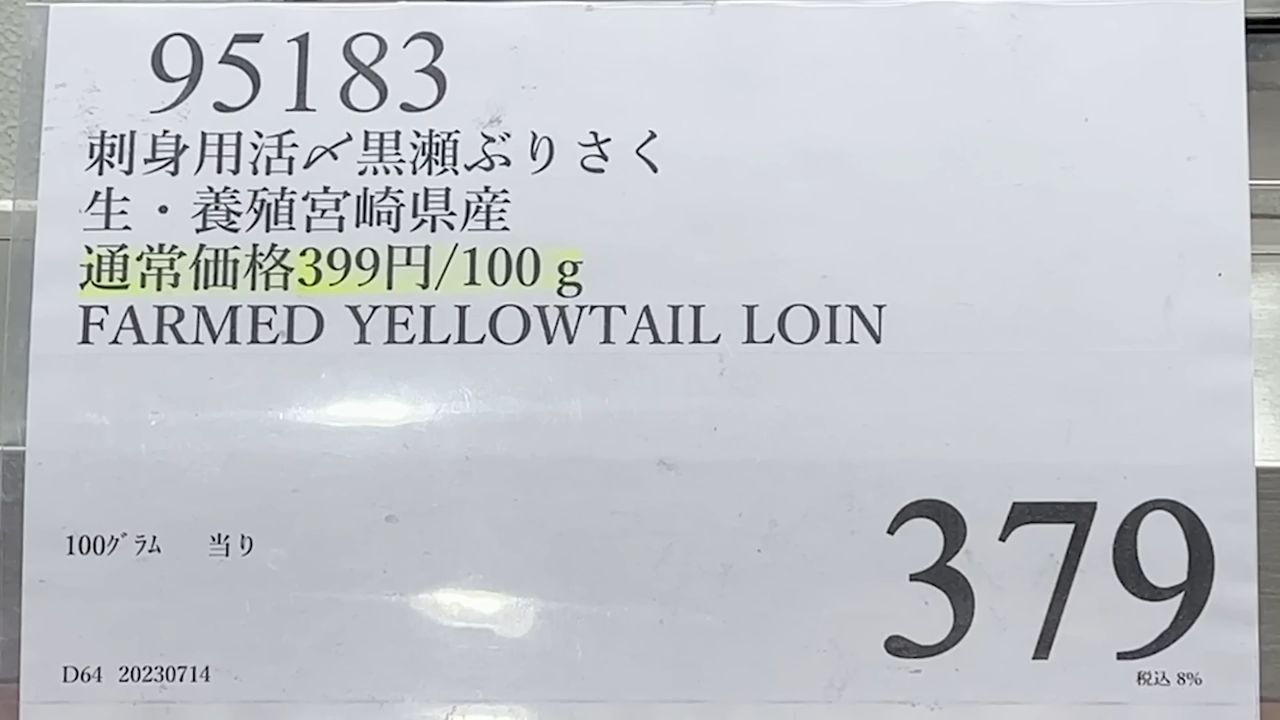 95183
刺身用活〆黒瀬ぶりさく
生・養殖宮崎県産
通常価格399円/100 g
FARMED YELLOWTAIL LOIN
379
100ｸﾞﾗﾑ 当り
D64 20230714
税込 8%